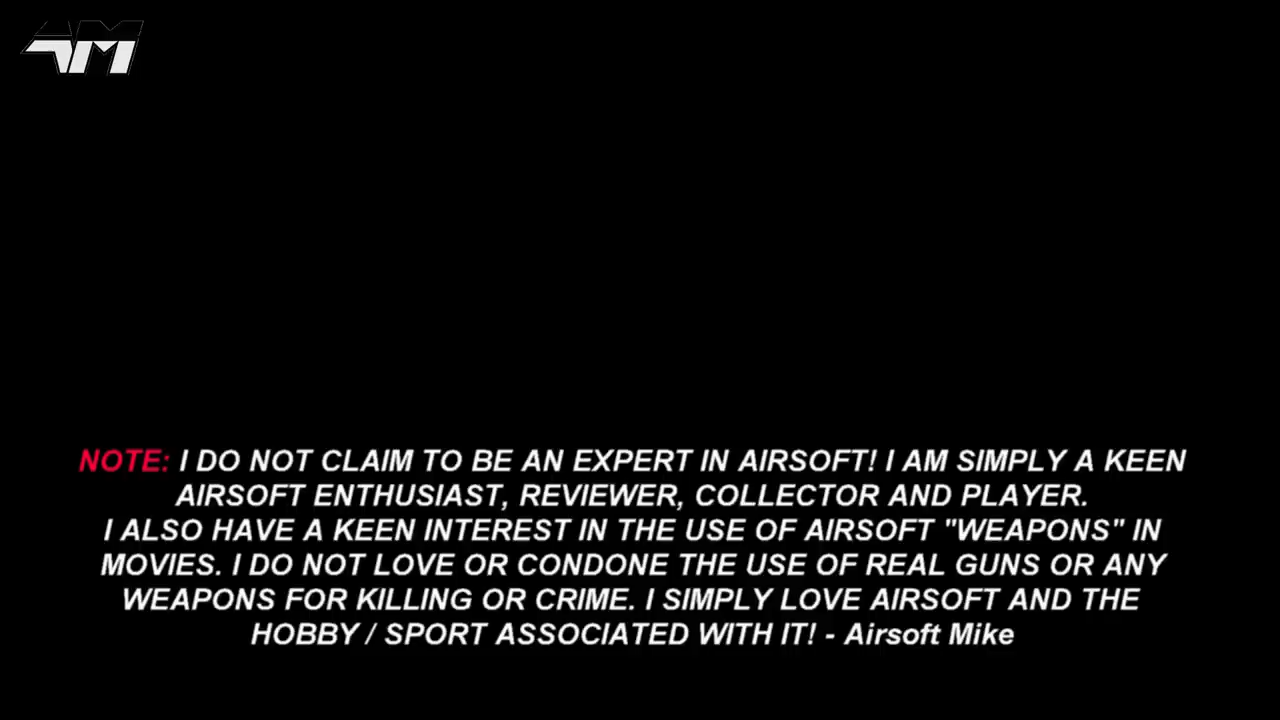 AM
NOTE: I DO NOT CLAIM TO BE AN EXPERT IN AIRSOFT! I AM SIMPLY A KEEN
AIRSOFT ENTHUSIAST, REVIEWER, COLLECTOR AND PLAYER.
I ALSO HAVE A KEEN INTEREST IN THE USE OF AIRSOFT "WEAPONS" IN
MOVIES. I DO NOT LOVE OR CONDONE THE USE OF REAL GUNS OR ANY
WEAPONS FOR KILLING OR CRIME. I SIMPLY LOVE AIRSOFT AND THE
HOBBY / SPORT ASSOCIATED WITH IT! - Airsoft Mike